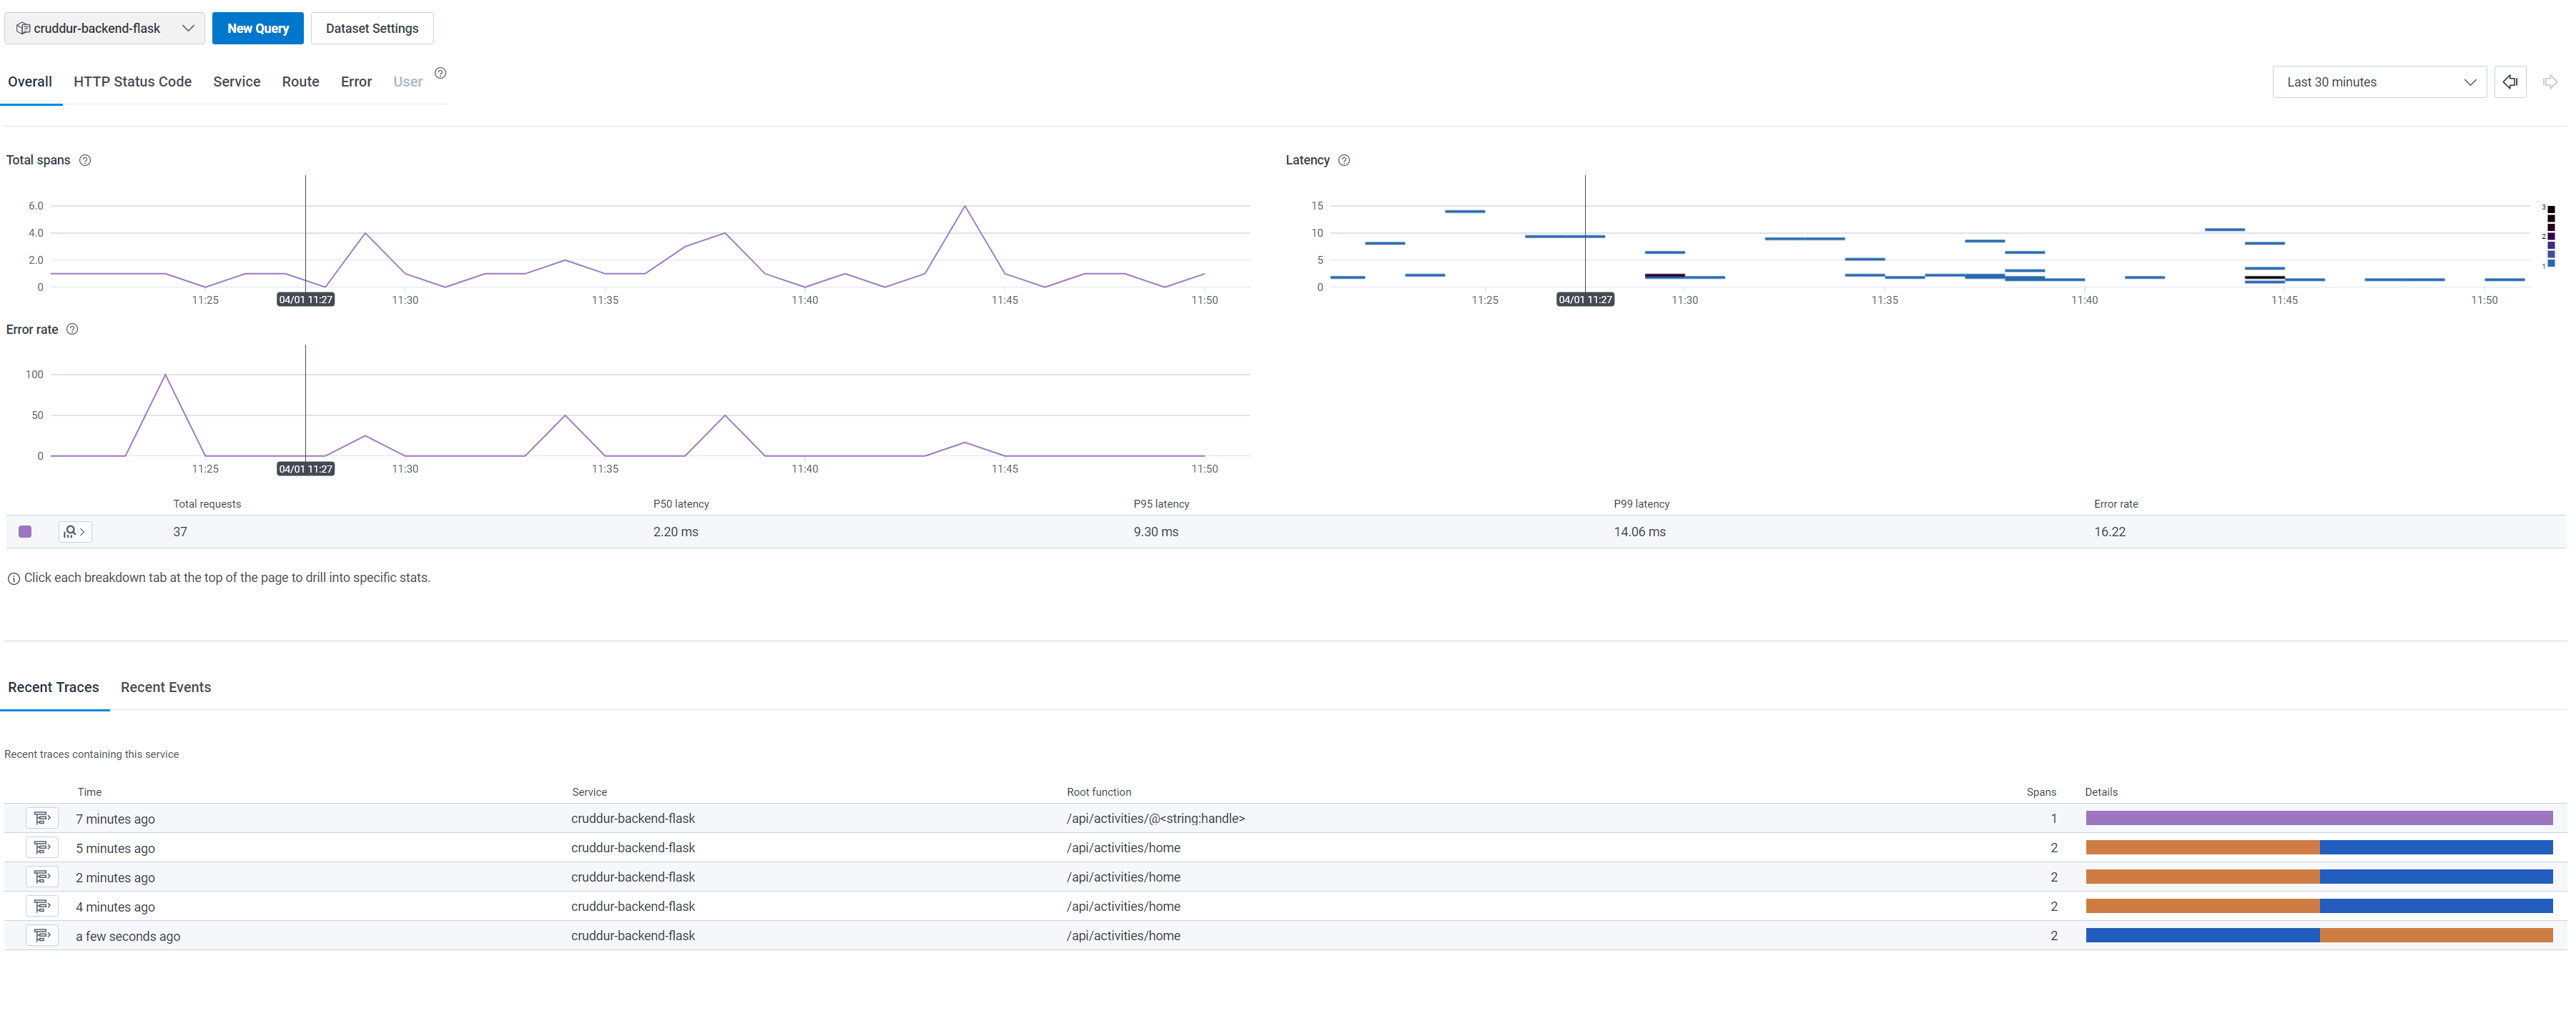 cruddur-backend-flask New Query Dataset Settings
Overall HTTP Status Code Service Route Error User Last 30 minutes
Total spans
6.0
4.0
2.0
0
11:25 04/01 11:27 11:30 11:35 11:40 11:45 11:50
Latency
15
10
5
0
11:25 04/01 11:27 11:30 11:35 11:40 11:45 11:50
3
2
1
Error rate
100
50
0
11:25 04/01 11:27 11:30 11:35 11:40 11:45 11:50
Total requests P50 latency P95 latency P99 latency Error rate
37 2.20 ms 9.30 ms 14.06 ms 16.22
Click each breakdown tab at the top of the page to drill into specific stats.
Recent Traces Recent Events
Recent traces containing this service
Time Service Root function Spans Details
7 minutes ago cruddur-backend-flask /api/activities/@<string:handle> 1
5 minutes ago cruddur-backend-flask /api/activities/home 2
2 minutes ago cruddur-backend-flask /api/activities/home 2
4 minutes ago cruddur-backend-flask /api/activities/home 2
a few seconds ago cruddur-backend-flask /api/activities/home 2